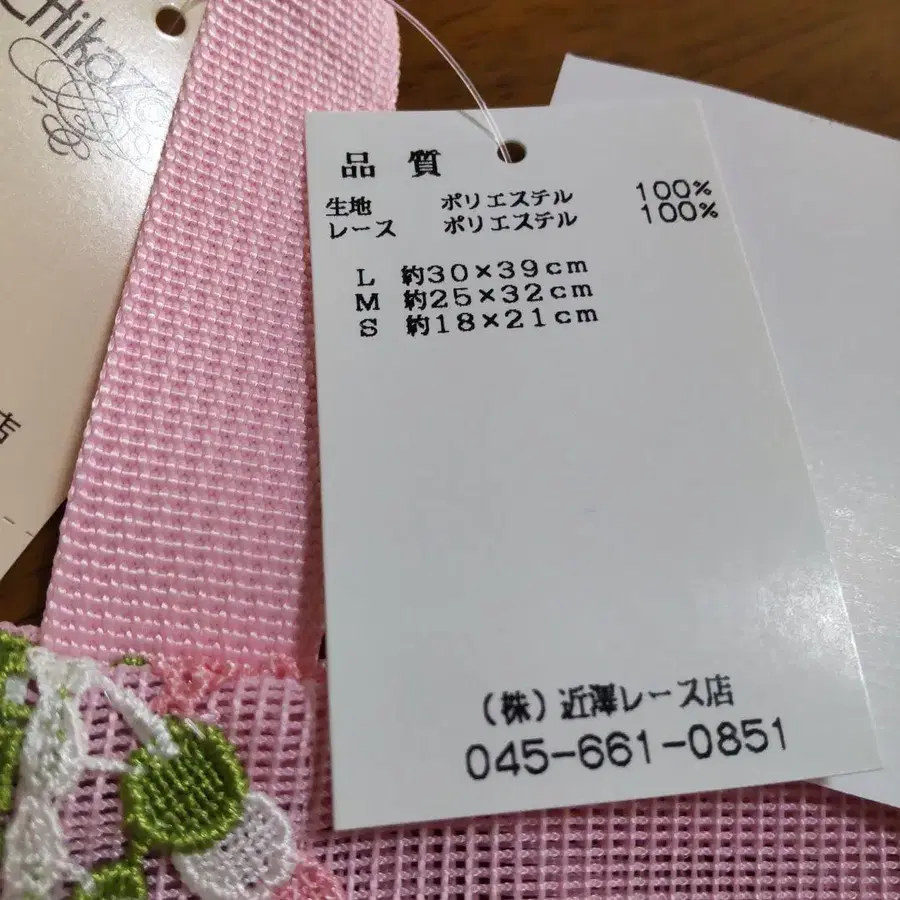 品 質
生地 ポリエステル 100%
レース ポリエステル 100%
L 約30×39cm
M 約25×32cm
S 約18×21cm
(株)近澤レース店
045-661-0851
店